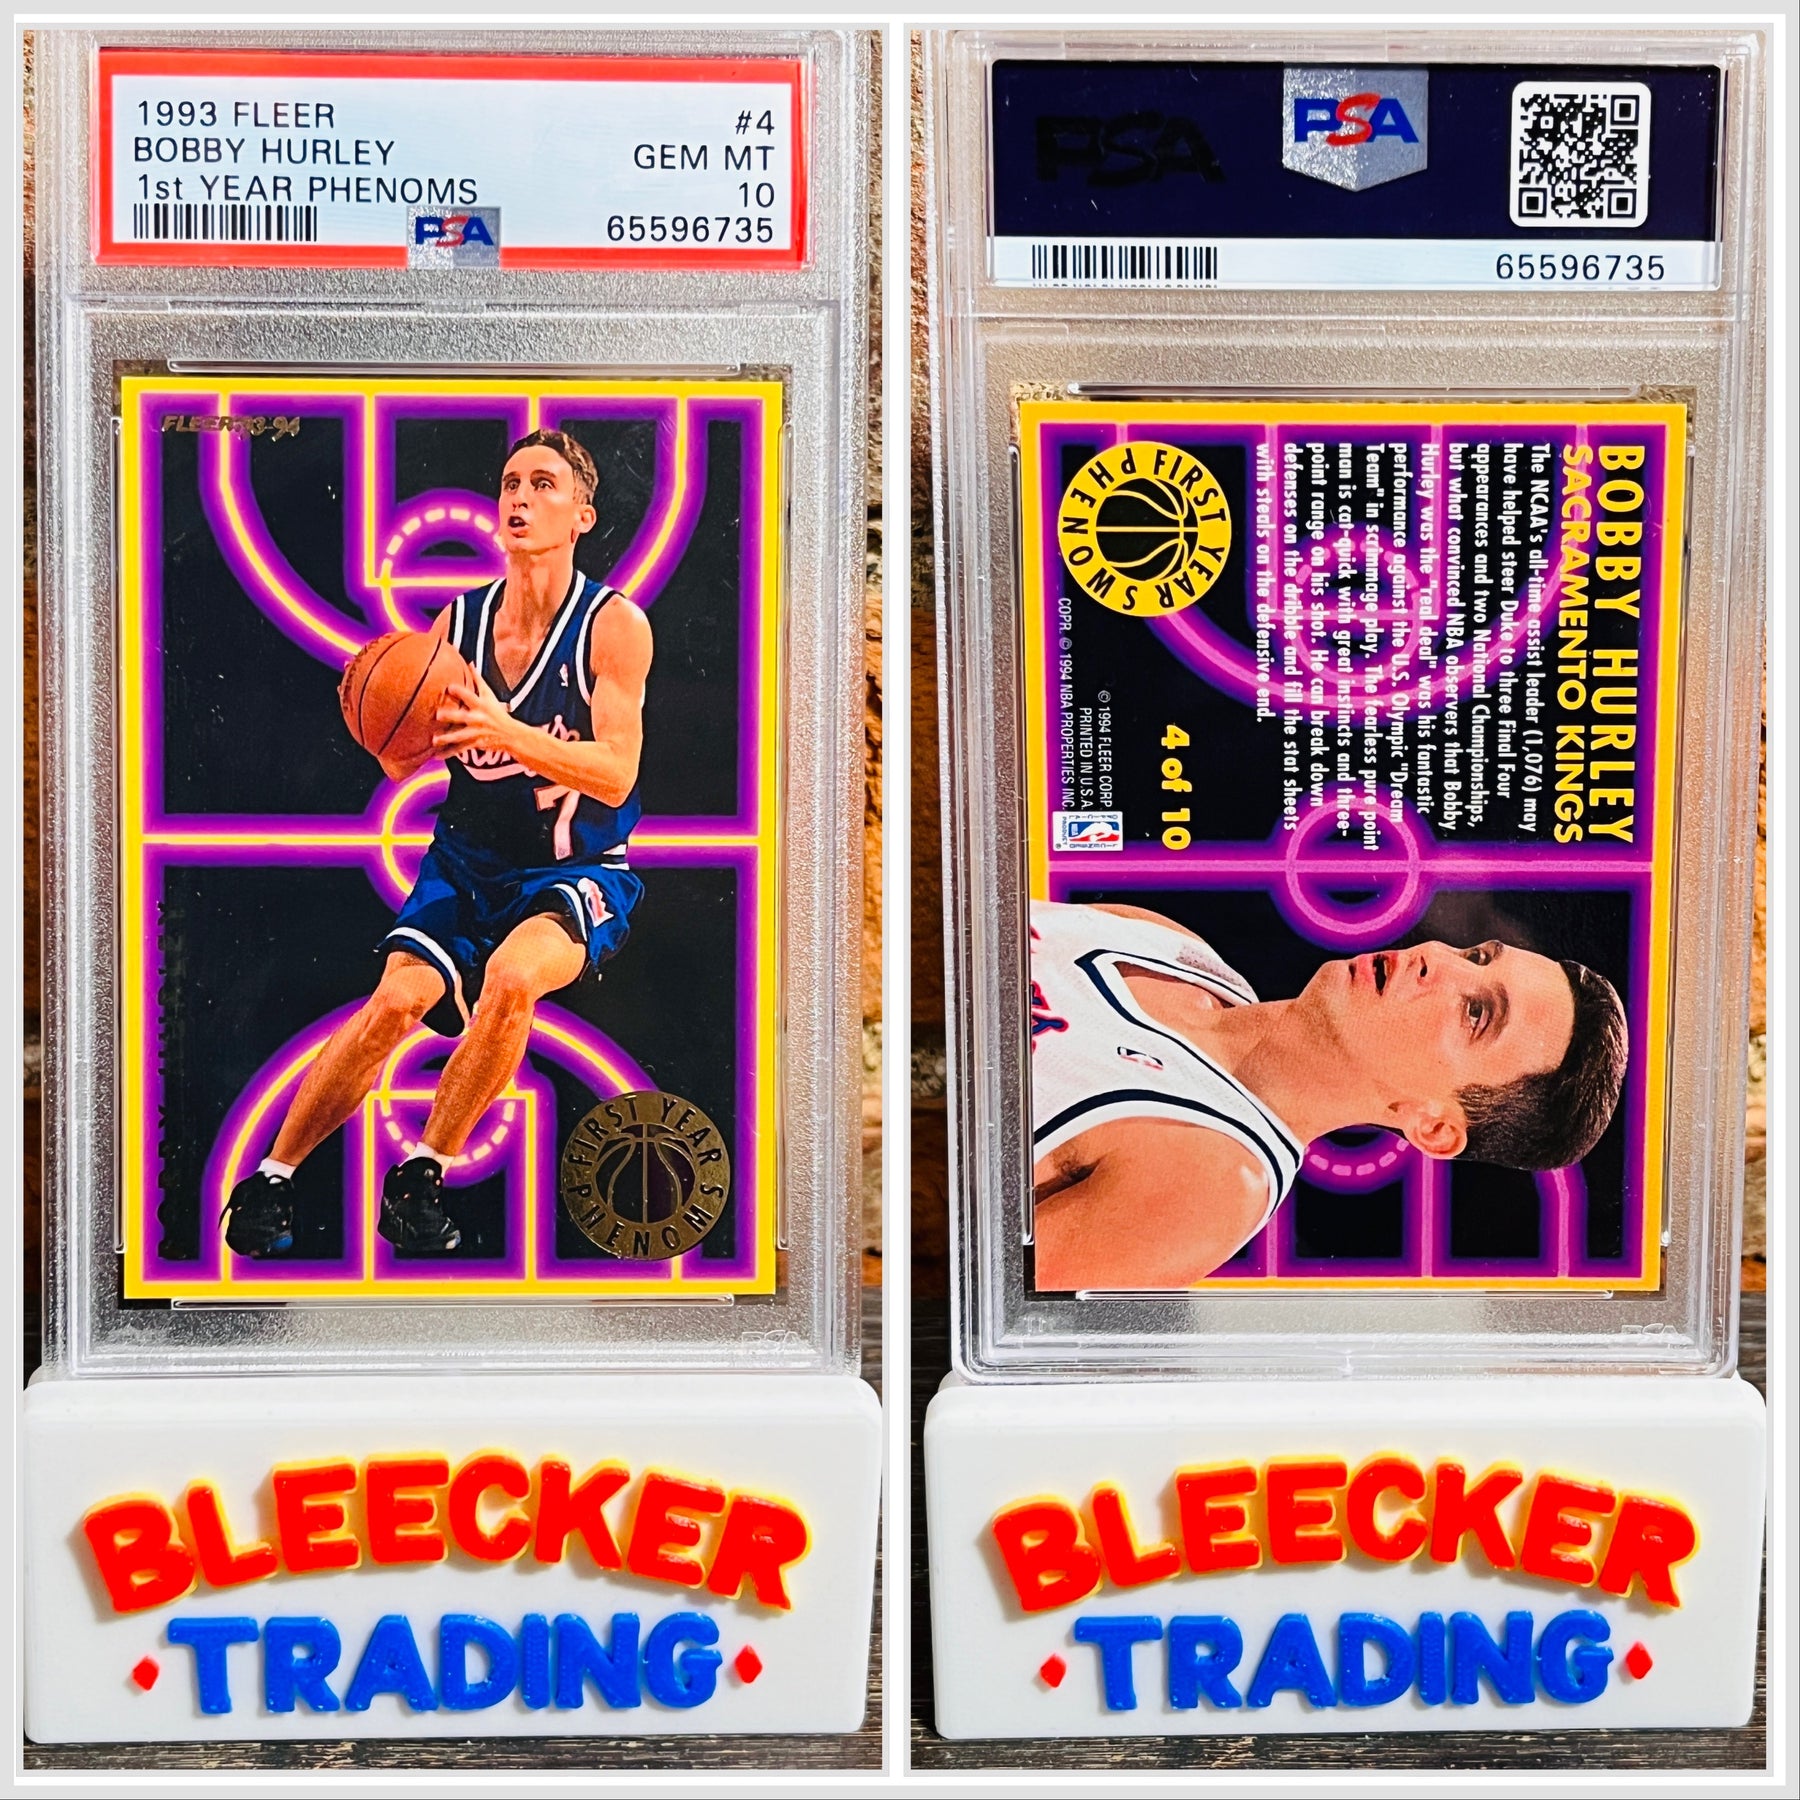 1993 FLEER
BOBBY HURLEY
1st YEAR PHENOMS
#4
GEM MT
10
65596735
PSA
FLEER '93-94
7
FIRST YEAR PHENOMS
BLEECKER
TRADING
PSA
PSA
65596735
BOBBY HURLEY
SACRAMENTO KINGS
The NCAA's all-time assist leader (1,076) may
have helped steer Duke to three Final Four
appearances and two National Championships,
but what convinced NBA observers that Bobby
Hurley was the "real deal" was his fantastic
performance against the U.S. Olympic "Dream
Team" in scrimmage play. The fearless pure point
man is cat-quick with great instincts and three-
point range on his shot. He can break down
defenses on the dribble and fill the stat sheets
with steals on the defensive end.
FIRST YEARS PHENOM
4 of 10
© 1994 FLEER CORP.
PRINTED IN U.S.A.
COPR. © 1994 NBA PROPERTIES INC.
BLEECKER
TRADING